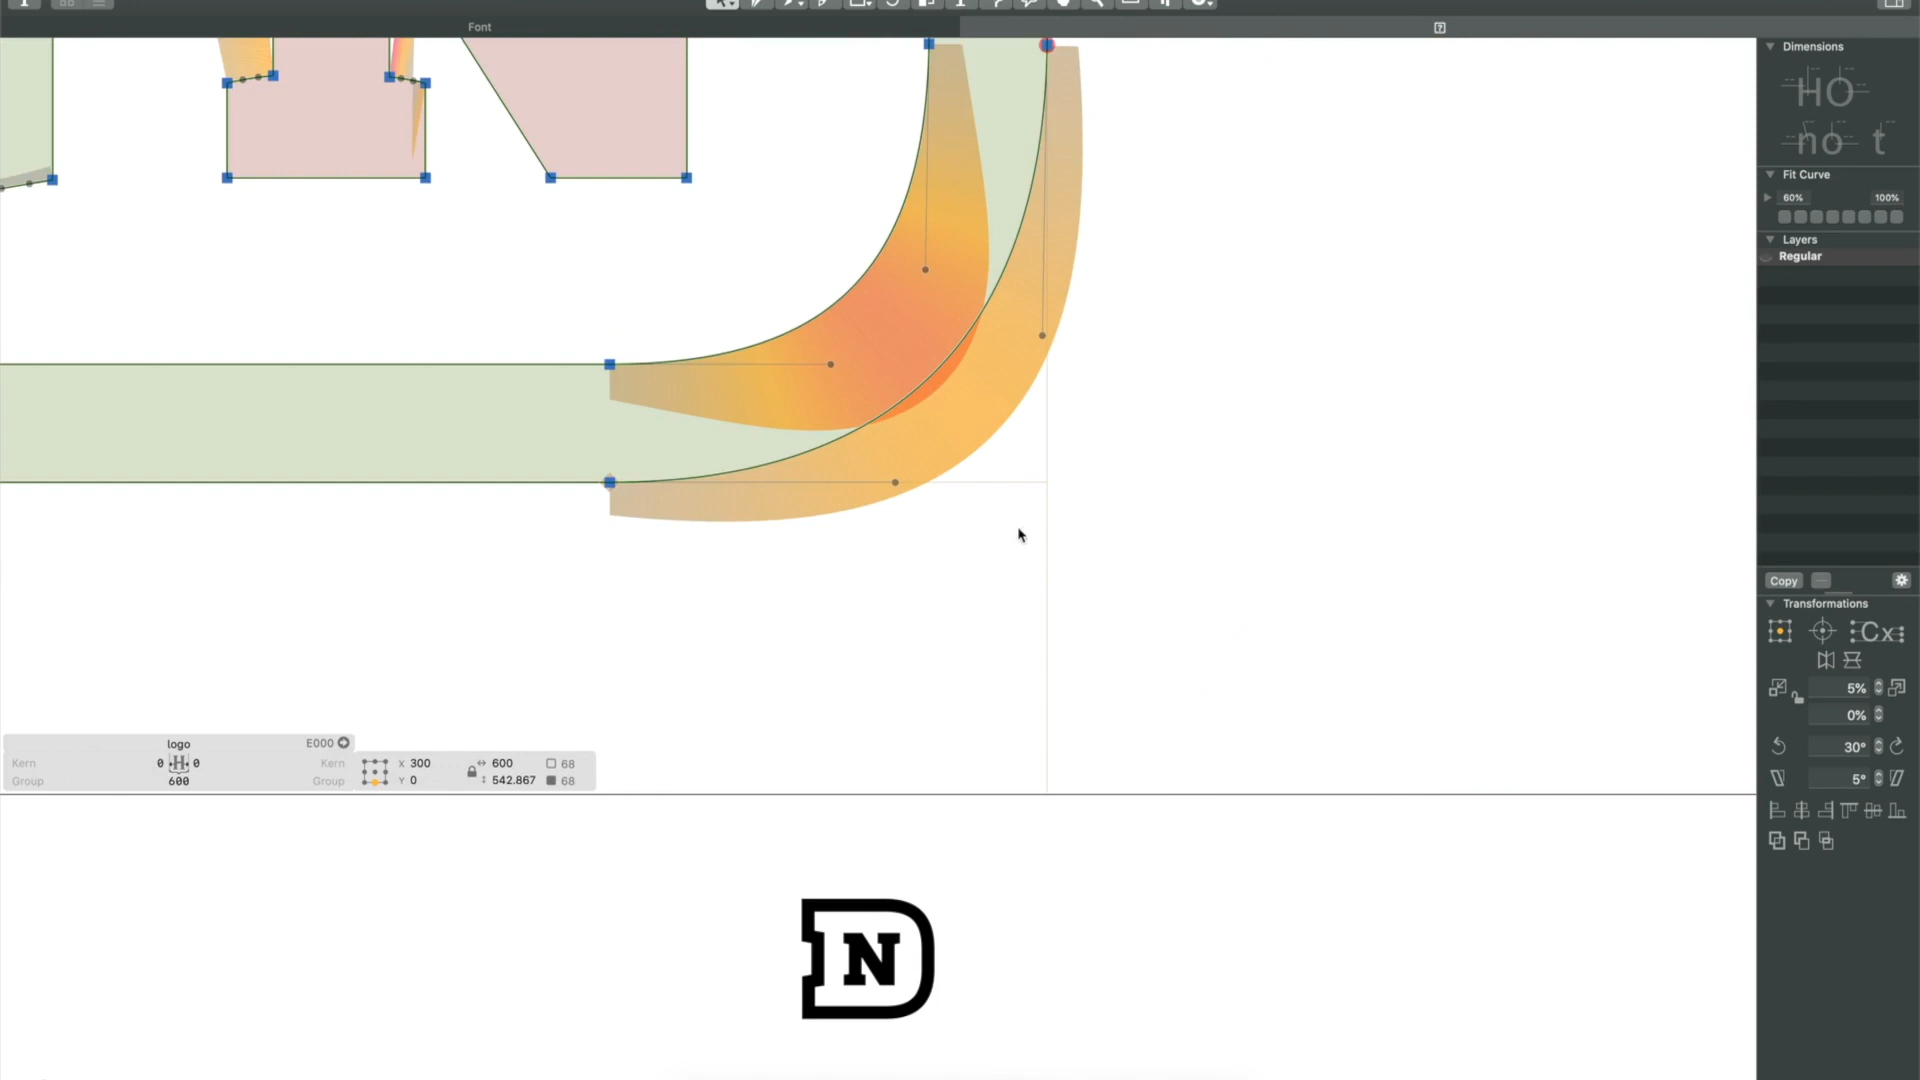 Font
Dimensions
HO
no t
Fit Curve
60% 100%
Layers
Regular
Copy
Transformations
Cx
5%
0%
30°
5°
logo E000
Kern 0 H 0 Kern
Group 600 Group
X 300 600 68
Y 0 542.867 68
N